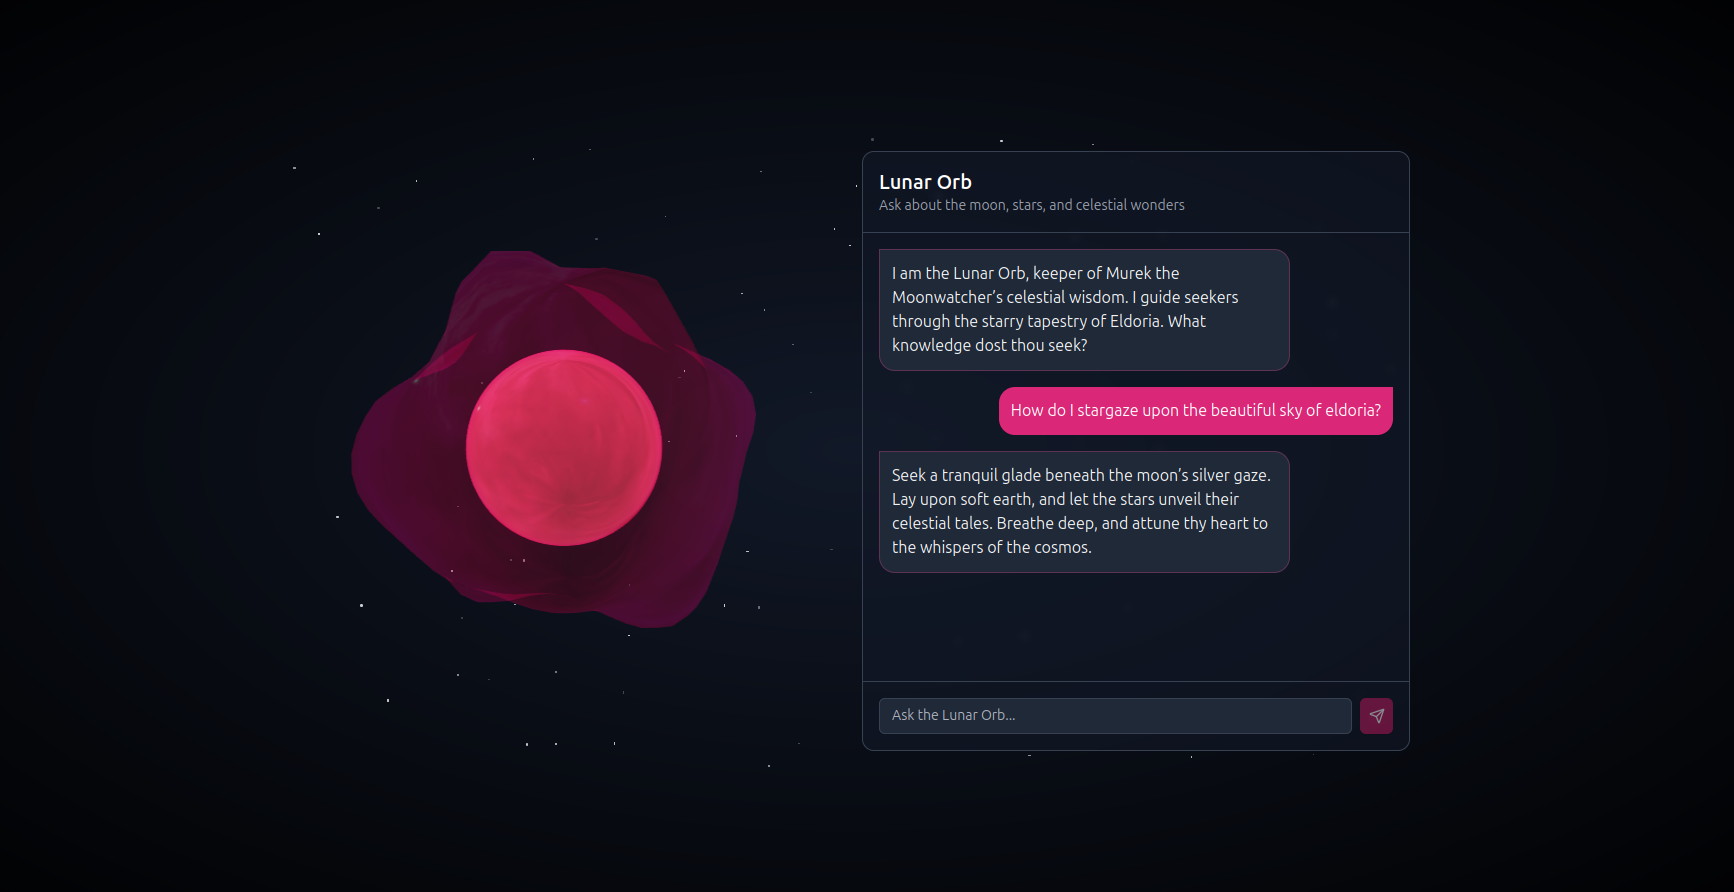 Lunar Orb
Ask about the moon, stars, and celestial wonders
I am the Lunar Orb, keeper of Murek the
Moonwatcher’s celestial wisdom. I guide seekers
through the starry tapestry of Eldoria. What
knowledge dost thou seek?
How do I stargaze upon the beautiful sky of eldoria?
Seek a tranquil glade beneath the moon’s silver gaze.
Lay upon soft earth, and let the stars unveil their
celestial tales. Breathe deep, and attune thy heart to
the whispers of the cosmos.
Ask the Lunar Orb...